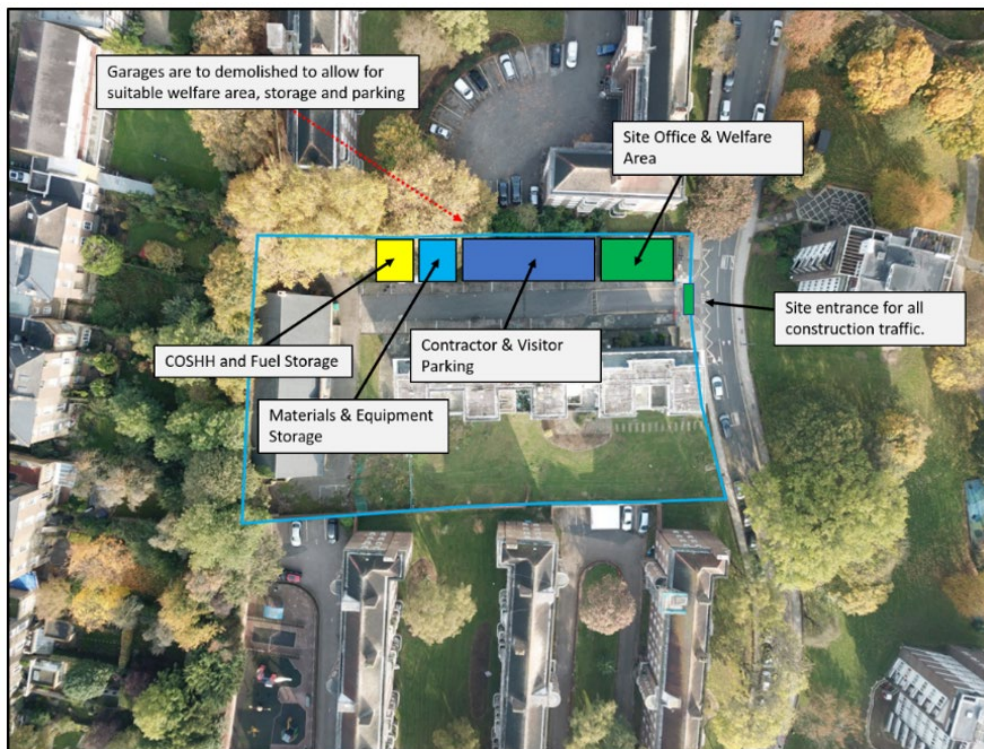 Garages are to demolished to allow for
suitable welfare area, storage and parking
Site Office & Welfare
Area
Site entrance for all
construction traffic.
COSHH and Fuel Storage
Contractor & Visitor
Parking
Materials & Equipment
Storage